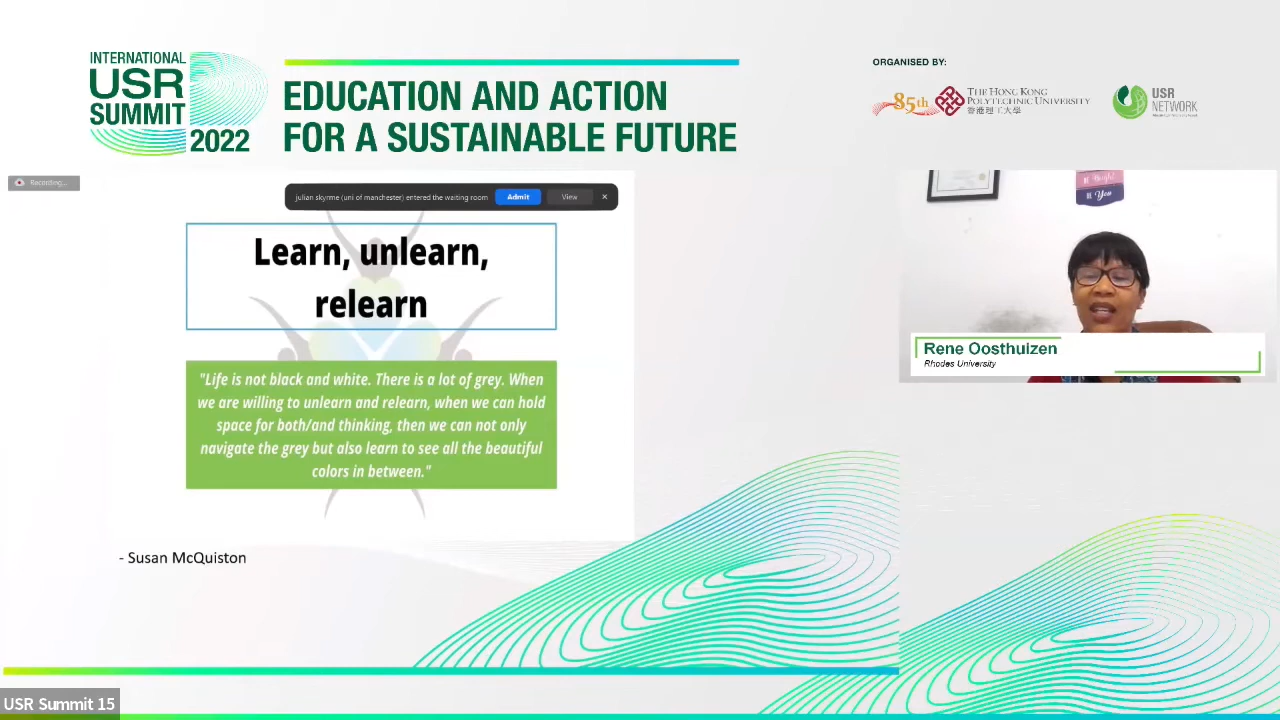 INTERNATIONAL
USR
SUMMIT
2022
EDUCATION AND ACTION
FOR A SUSTAINABLE FUTURE
ORGANISED BY:
85th
THE HONG KONG
POLYTECHNIC UNIVERSITY
香港理工大學
USR
NETWORK
Recording...
julian skyrme (uni of manchester) entered the waiting room
Admit
View
Learn, unlearn,
relearn
"Life is not black and white. There is a lot of grey. When
we are willing to unlearn and relearn, when we can hold
space for both/and thinking, then we can not only
navigate the grey but also learn to see all the beautiful
colors in between."
- Susan McQuiston
Be Bright
BE You
Rene Oosthuizen
Rhodes University
USR Summit 15